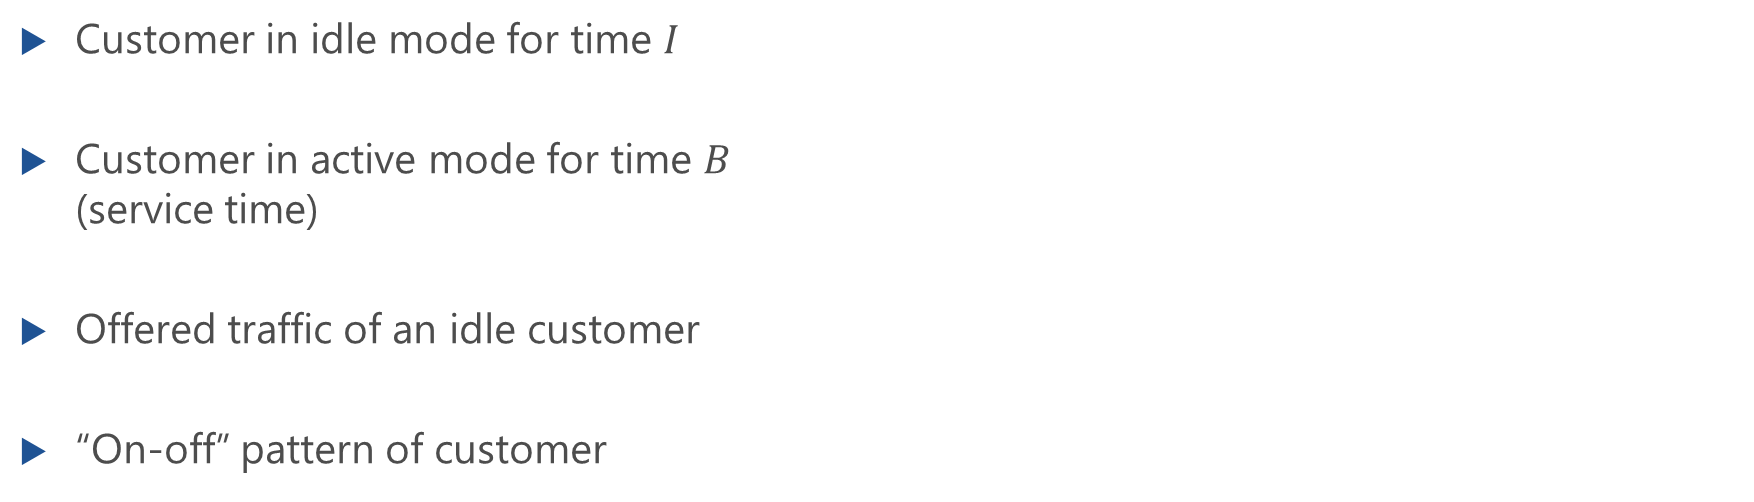 Customer in idle mode for time I
Customer in active mode for time B
(service time)
Offered traffic of an idle customer
“On-off” pattern of customer